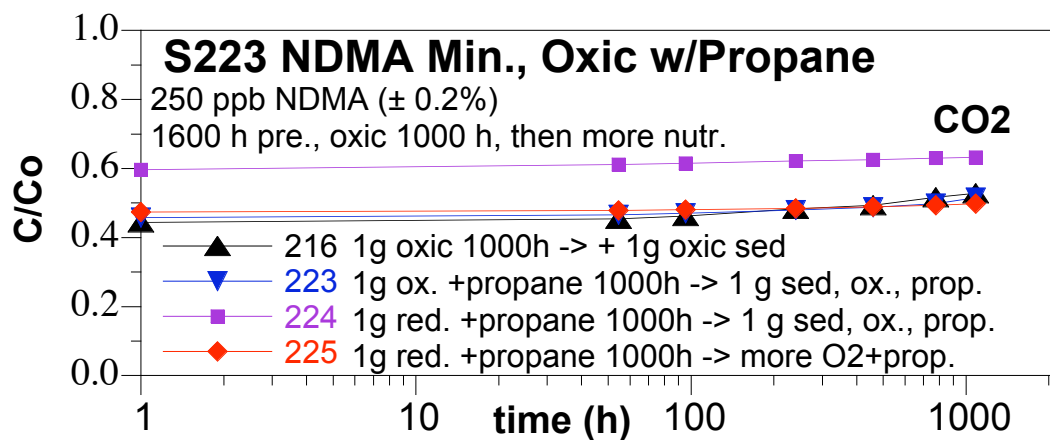 S223 NDMA Min., Oxic w/Propane
250 ppb NDMA (± 0.2%)
1600 h pre., oxic 1000 h, then more nutr.
CO2
1.0
0.8
0.6
0.4
0.2
0.0
C/Co
216 1g oxic 1000h -> + 1g oxic sed
223 1g ox. +propane 1000h -> 1 g sed, ox., prop.
224 1g red. +propane 1000h -> 1 g sed, ox., prop.
225 1g red. +propane 1000h -> more O2+prop.
1
10
100
1000
time (h)